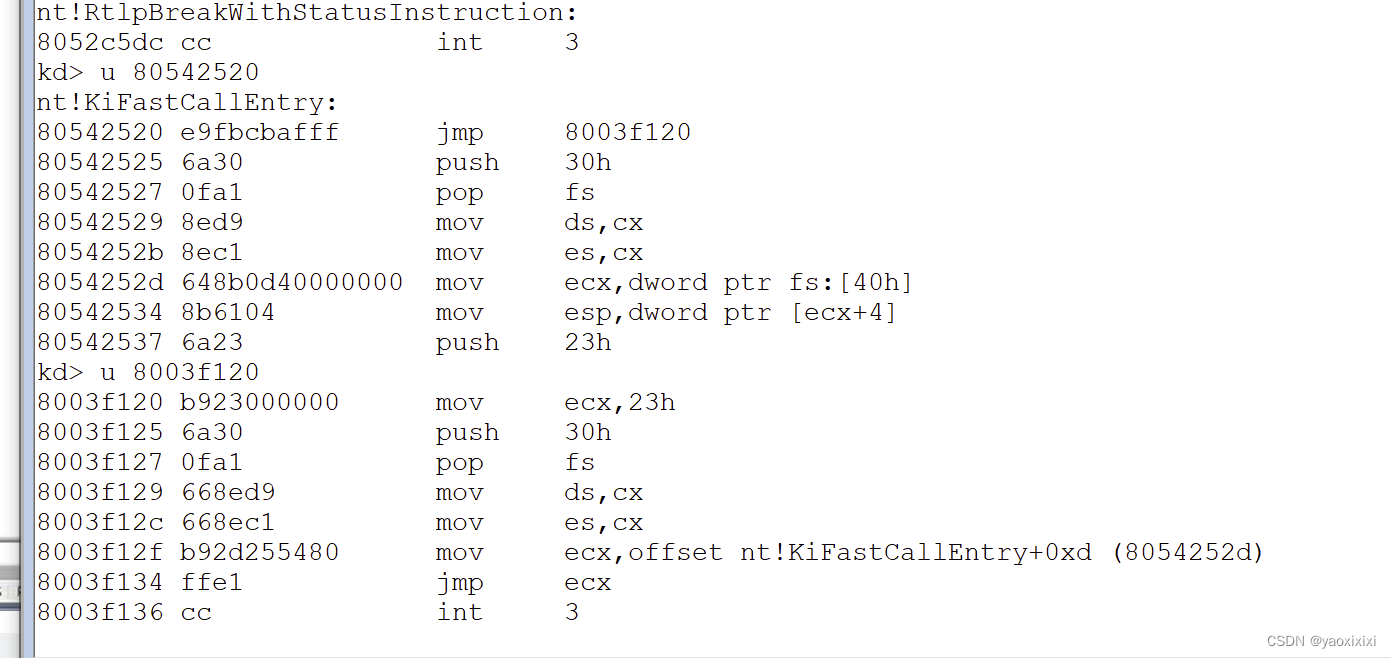 nt!RtlpBreakWithStatusInstruction:
8052c5dc cc int 3
kd> u 80542520
nt!KiFastCallEntry:
80542520 e9fbcbafff jmp 8003f120
80542525 6a30 push 30h
80542527 0fa1 pop fs
80542529 8ed9 mov ds,cx
8054252b 8ec1 mov es,cx
8054252d 648b0d40000000 mov ecx,dword ptr fs:[40h]
80542534 8b6104 mov esp,dword ptr [ecx+4]
80542537 6a23 push 23h
kd> u 8003f120
8003f120 b923000000 mov ecx,23h
8003f125 6a30 push 30h
8003f127 0fa1 pop fs
8003f129 668ed9 mov ds,cx
8003f12c 668ec1 mov es,cx
8003f12f b92d255480 mov ecx,offset nt!KiFastCallEntry+0xd (8054252d)
8003f134 ffe1 jmp ecx
8003f136 cc int 3
CSDN @yaoxixixi